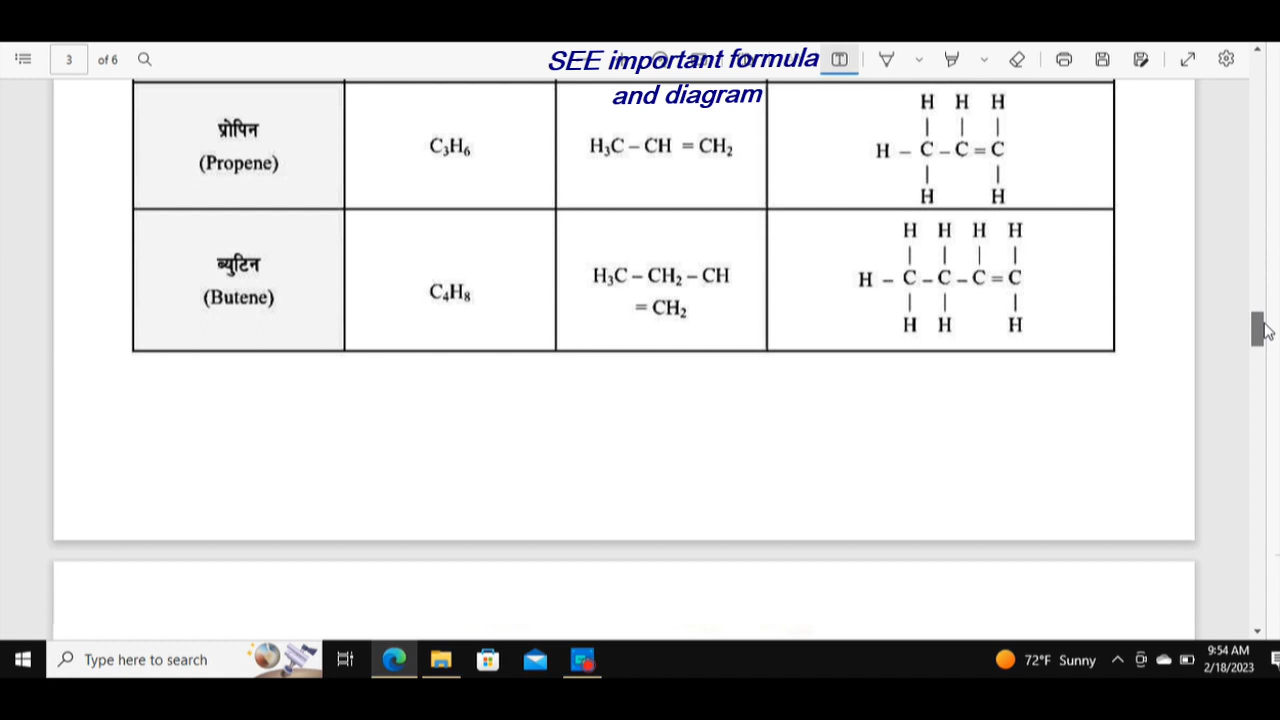 3 of 6
SEE important formula
and diagram
प्रोपिन
(Propene)
C₃H₆
H₃C – CH = CH₂
H H H
| | |
H – C – C = C
| |
H H
ब्युटिन
(Butene)
C₄H₈
H₃C – CH₂ – CH
= CH₂
H H H H
| | | |
H – C – C – C = C
| | |
H H H
Type here to search
72°F Sunny
9:54 AM
2/18/2023